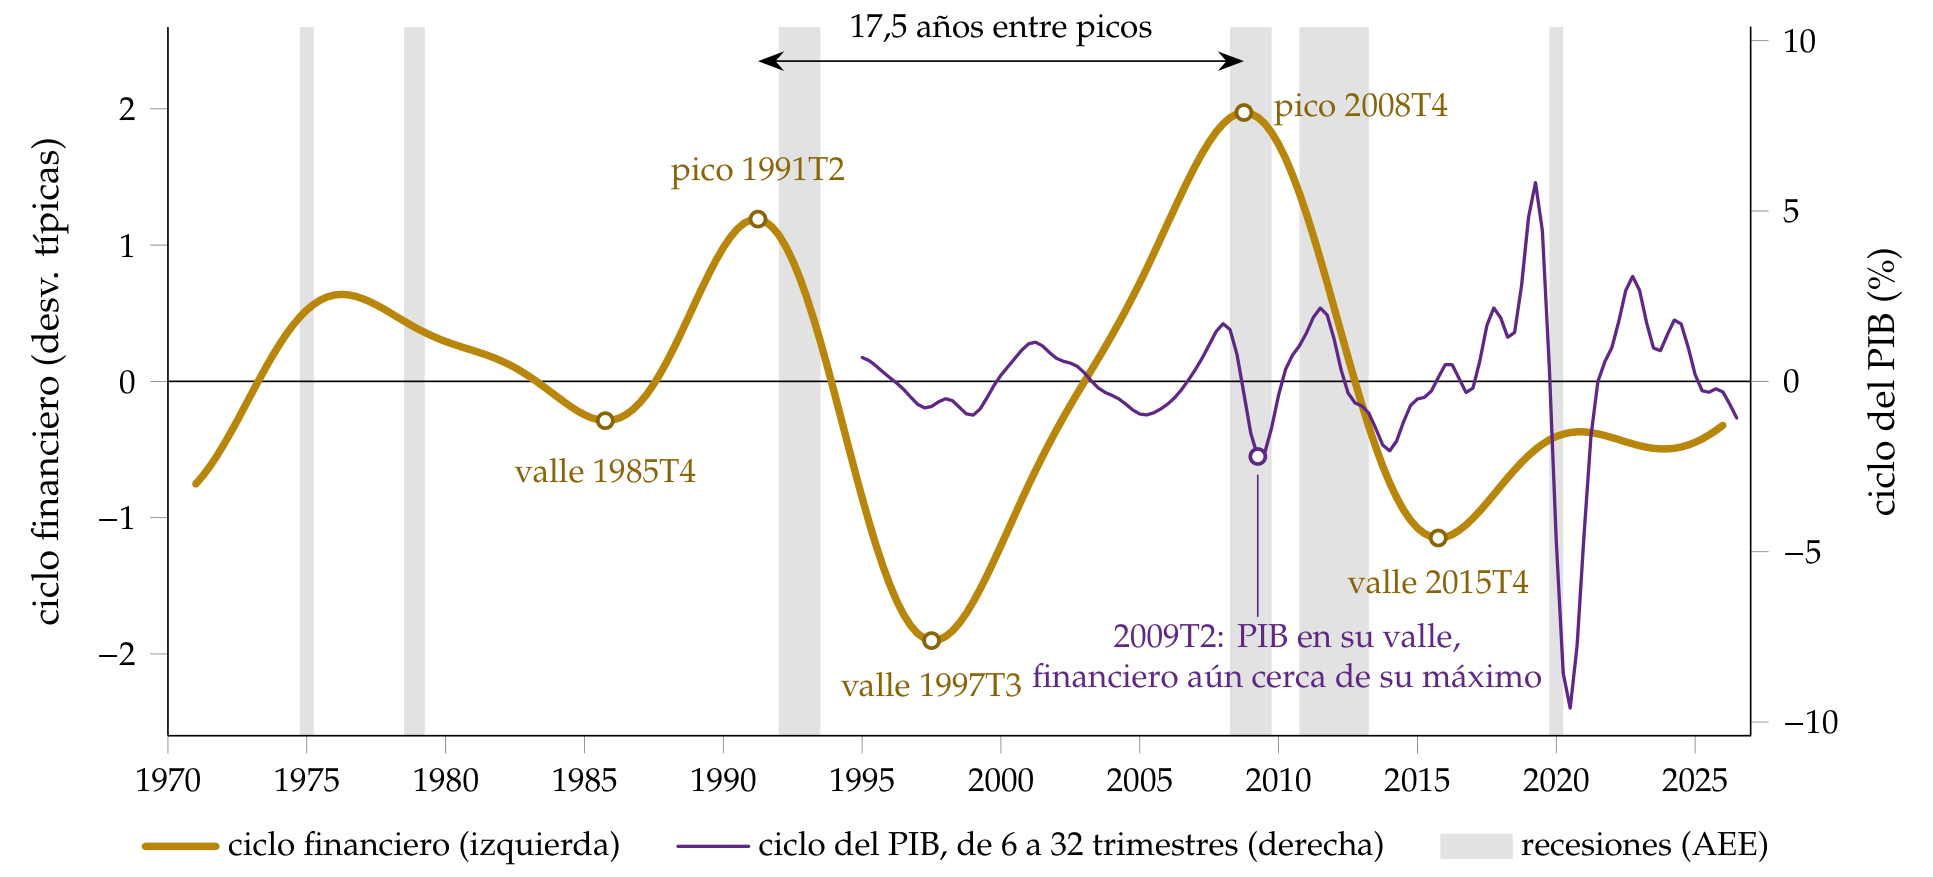 17,5 años entre picos
pico 2008T4
pico 1991T2
valle 1985T4
valle 2015T4
2009T2: PIB en su valle,
financiero aún cerca de su máximo
valle 1997T3
ciclo financiero (desv. típicas)
2
1
0
−1
−2
ciclo del PIB (%)
10
5
0
−5
−10
1970 1975 1980 1985 1990 1995 2000 2005 2010 2015 2020 2025
ciclo financiero (izquierda) ciclo del PIB, de 6 a 32 trimestres (derecha) recesiones (AEE)